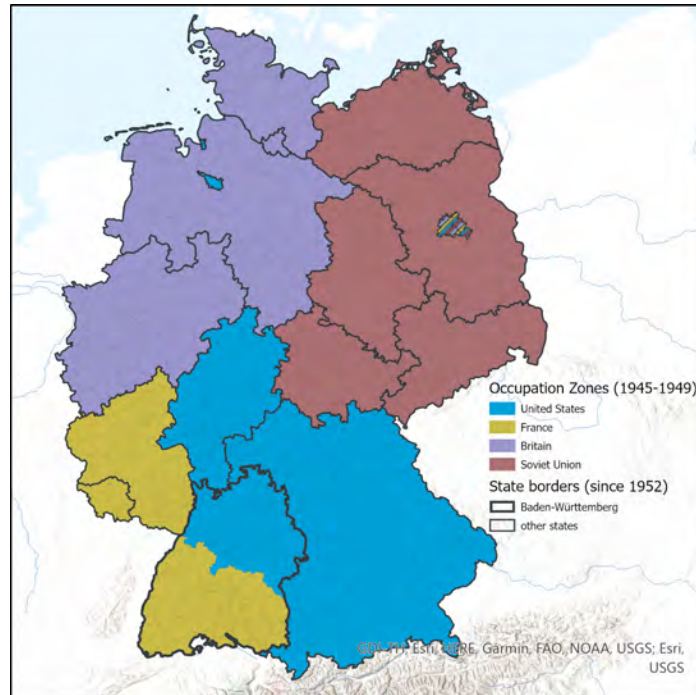 Occupation Zones (1945-1949)
United States
France
Britain
Soviet Union
State borders (since 1952)
Baden-Württemberg
other states
Esri, HERE, Garmin, FAO, NOAA, USGS; Esri,
USGS